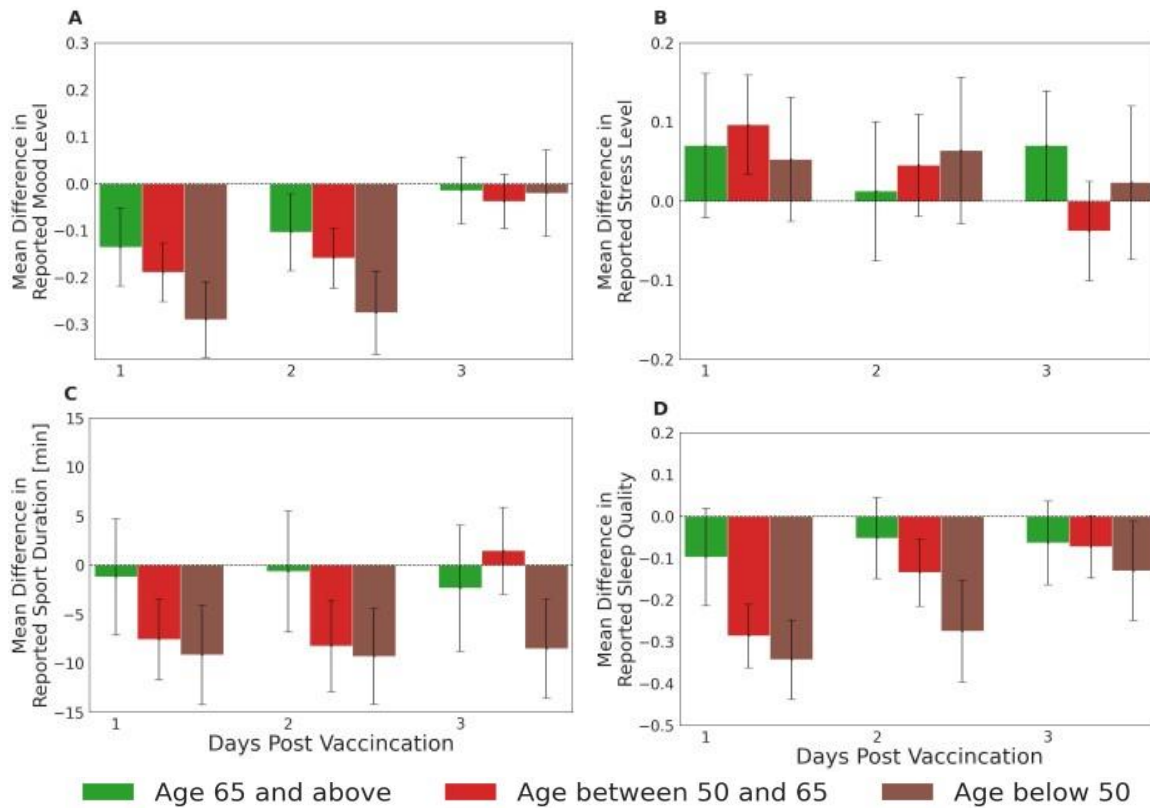 A
Mean Difference in
Reported Mood Level
0.3
0.2
0.1
0.0
−0.1
−0.2
−0.3
1
2
3
B
Mean Difference in
Reported Stress Level
0.2
0.1
0.0
−0.1
−0.2
1
2
3
C
Mean Difference in
Reported Sport Duration [min]
15
10
5
0
−5
−10
−15
1
2
3
Days Post Vaccincation
D
Mean Difference in
Reported Sleep Quality
0.2
0.1
0.0
−0.1
−0.2
−0.3
−0.4
−0.5
1
2
3
Days Post Vaccincation
Age 65 and above
Age between 50 and 65
Age below 50